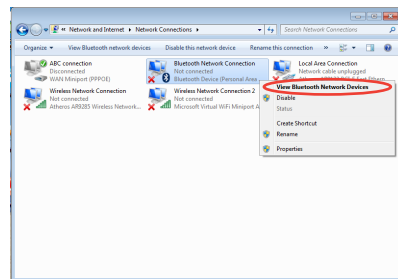 « Network and Internet ▸ Network Connections ▸
Search Network Connections
Organize
View Bluetooth network devices
Disable this network device
Rename this connection
»
ABC connection
Disconnected
WAN Miniport (PPPOE)
Bluetooth Network Connection
Not connected
Bluetooth Device (Personal Area
Local Area Connection
Network cable unplugged
Wireless Network Connection
Not connected
Atheros AR9285 Wireless Network...
Wireless Network Connection 2
Not connected
Microsoft Virtual WiFi Miniport A
View Bluetooth Network Devices
Disable
Status
Create Shortcut
Rename
Properties